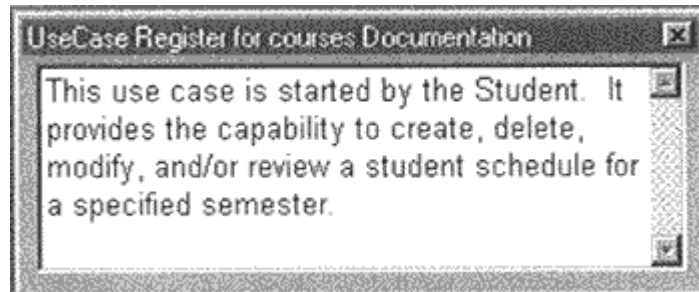 UseCase Register for courses Documentation
This use case is started by the Student. It
provides the capability to create, delete,
modify, and/or review a student schedule for
a specified semester.